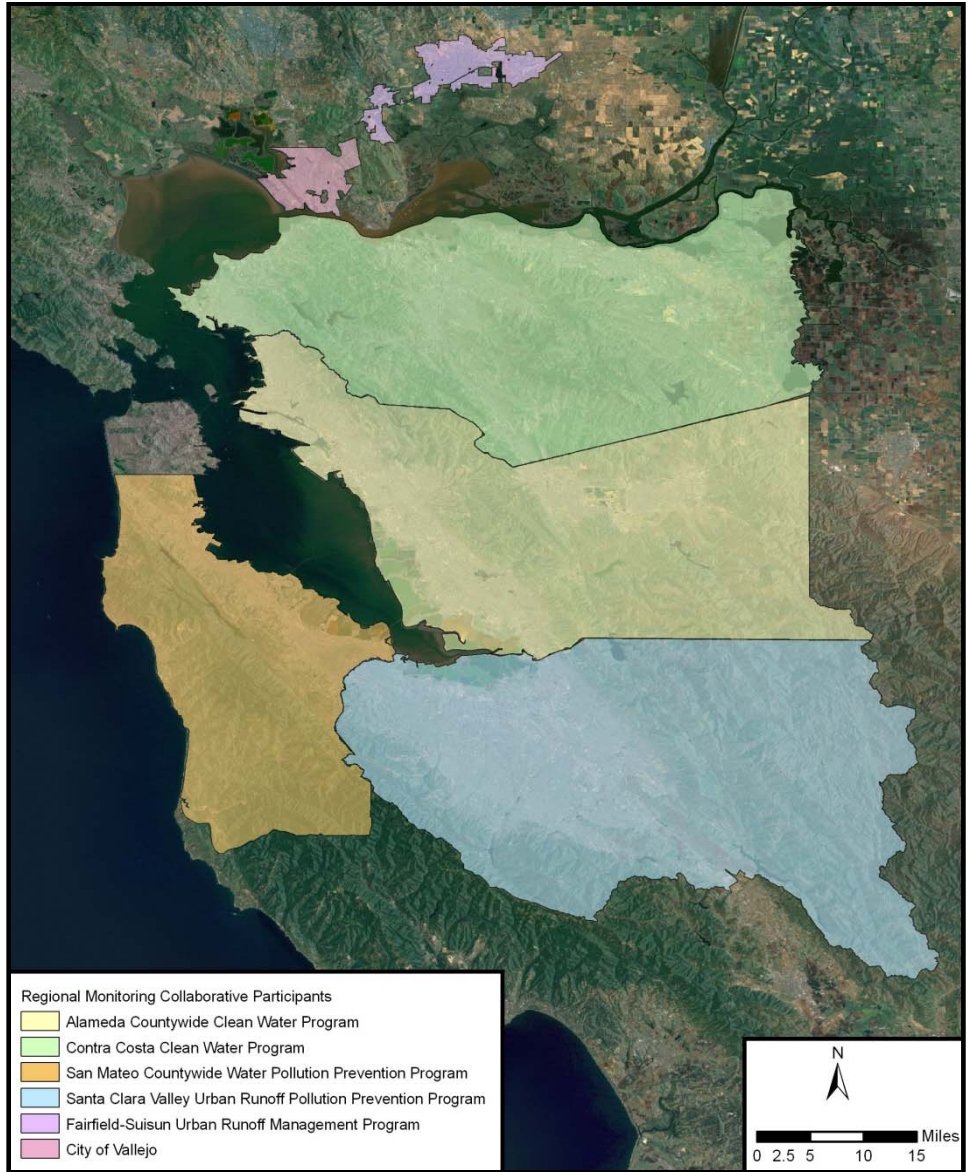 Regional Monitoring Collaborative Participants
Alameda Countywide Clean Water Program
Contra Costa Clean Water Program
San Mateo Countywide Water Pollution Prevention Program
Santa Clara Valley Urban Runoff Pollution Prevention Program
Fairfield-Suisun Urban Runoff Management Program
City of Vallejo
N
Miles
0 2.5 5 10 15